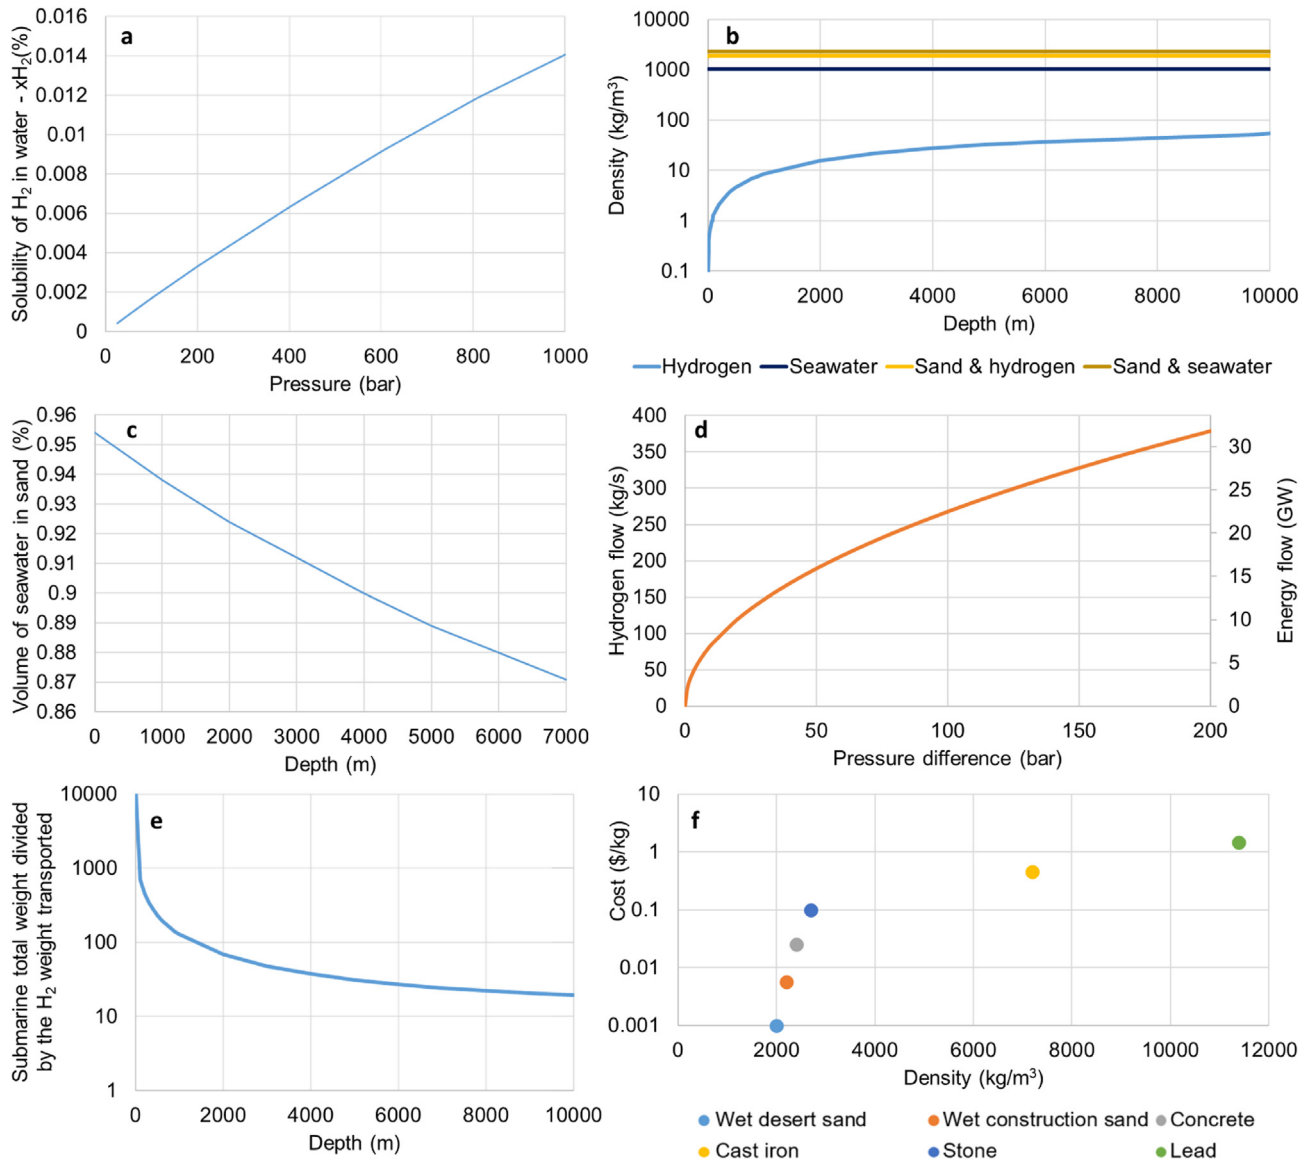 a
Solubility of H2 in water - xH2(%)
0.016
0.014
0.012
0.01
0.008
0.006
0.004
0.002
0
0 200 400 600 800 1000
Pressure (bar)
b
Density (kg/m3)
10000
1000
100
10
1
0.1
0 2000 4000 6000 8000 10000
Depth (m)
Hydrogen Seawater Sand & hydrogen Sand & seawater
c
Volume of seawater in sand (%)
0.96
0.95
0.94
0.93
0.92
0.91
0.9
0.89
0.88
0.87
0.86
0 1000 2000 3000 4000 5000 6000 7000
Depth (m)
d
Hydrogen flow (kg/s)
400
350
300
250
200
150
100
50
0
Energy flow (GW)
30
25
20
15
10
5
0
0 50 100 150 200
Pressure difference (bar)
e
Submarine total weight divided
by the H2 weight transported
10000
1000
100
10
1
0 2000 4000 6000 8000 10000
Depth (m)
f
Cost ($/kg)
10
1
0.1
0.01
0.001
0 2000 4000 6000 8000 10000 12000
Density (kg/m3)
Wet desert sand Wet construction sand Concrete
Cast iron Stone Lead